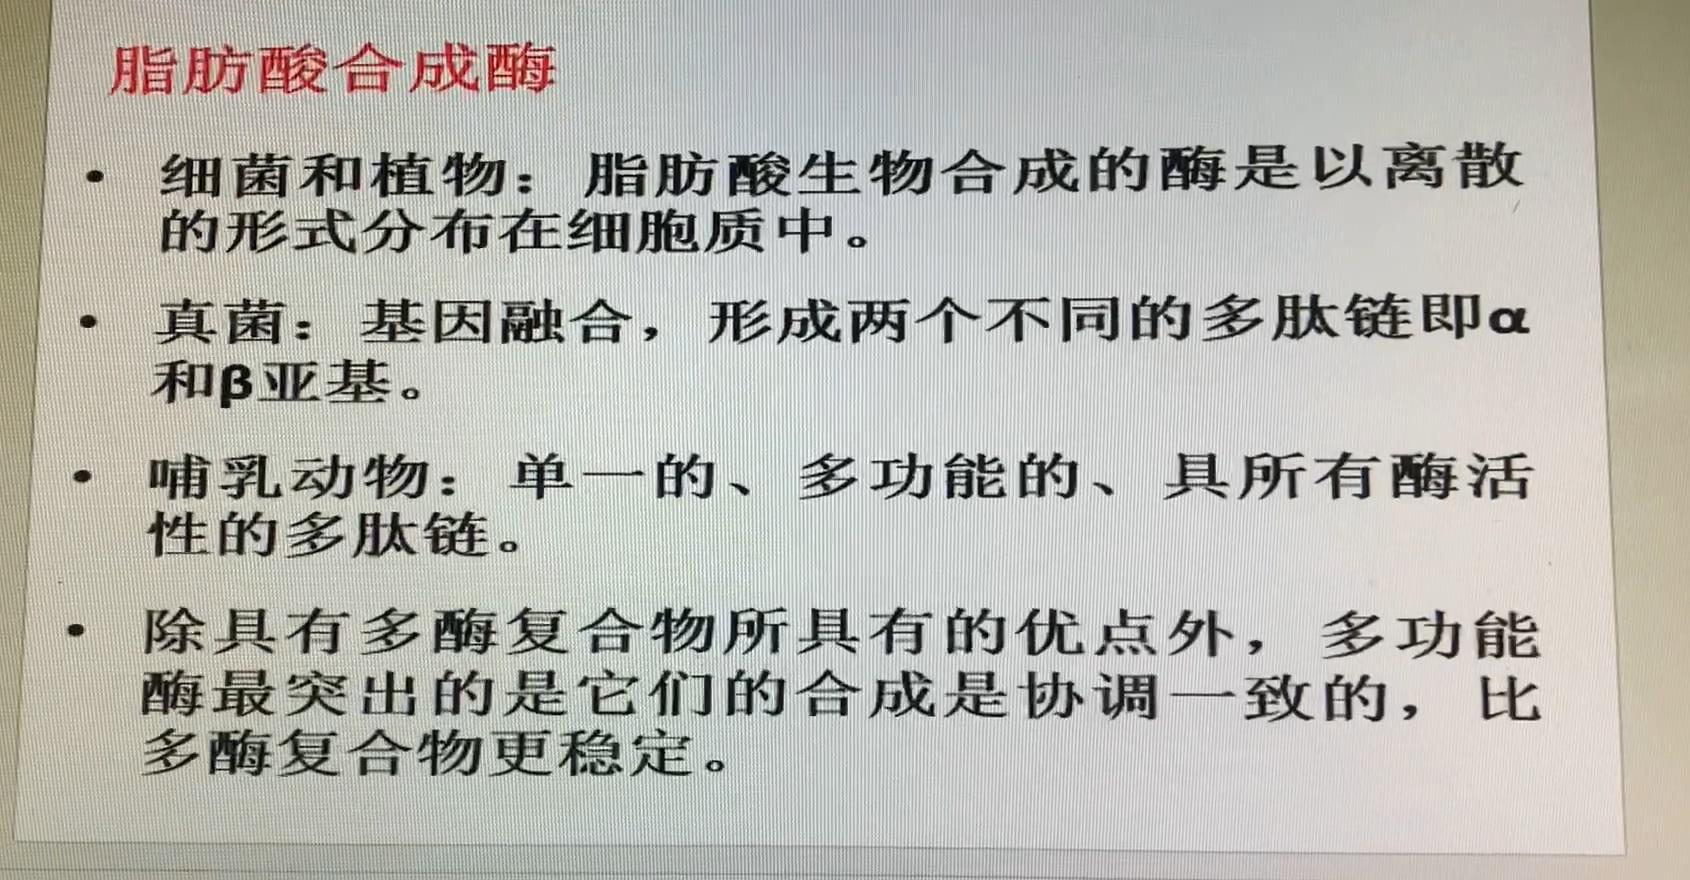 脂肪酸合成酶
• 细菌和植物：脂肪酸生物合成的酶是以离散
的形式分布在细胞质中。
• 真菌：基因融合，形成两个不同的多肽链即α
和β亚基。
• 哺乳动物：单一的、多功能的、具所有酶活
性的多肽链。
• 除具有多酶复合物所具有的优点外，多功能
酶最突出的是它们的合成是协调一致的，比
多酶复合物更稳定。